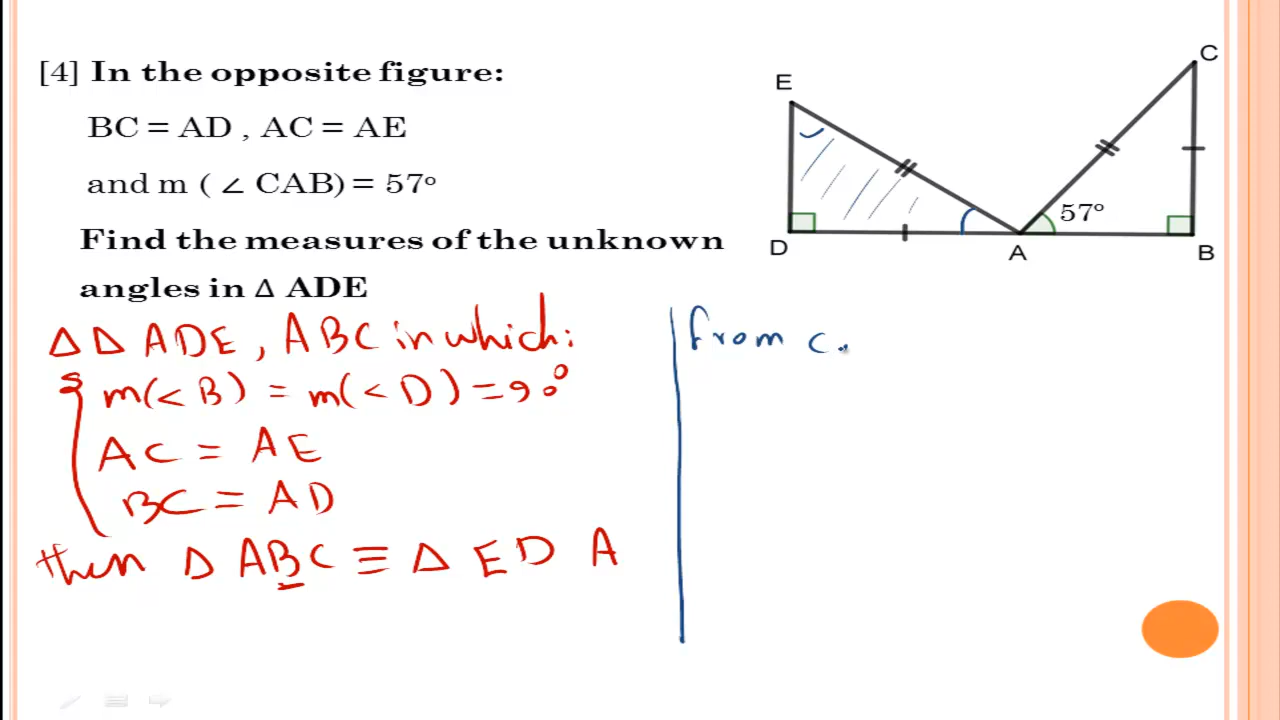 [4] In the opposite figure:
BC = AD , AC = AE
and m ( ∠ CAB) = 57°
Find the measures of the unknown
angles in Δ ADE
Δ Δ ADE , ABC in which:
m(< B) = m(< D) = 90°
AC = AE
BC = AD
then Δ ABC ≡ Δ EDA
E
D
A
B
C
57°
from c